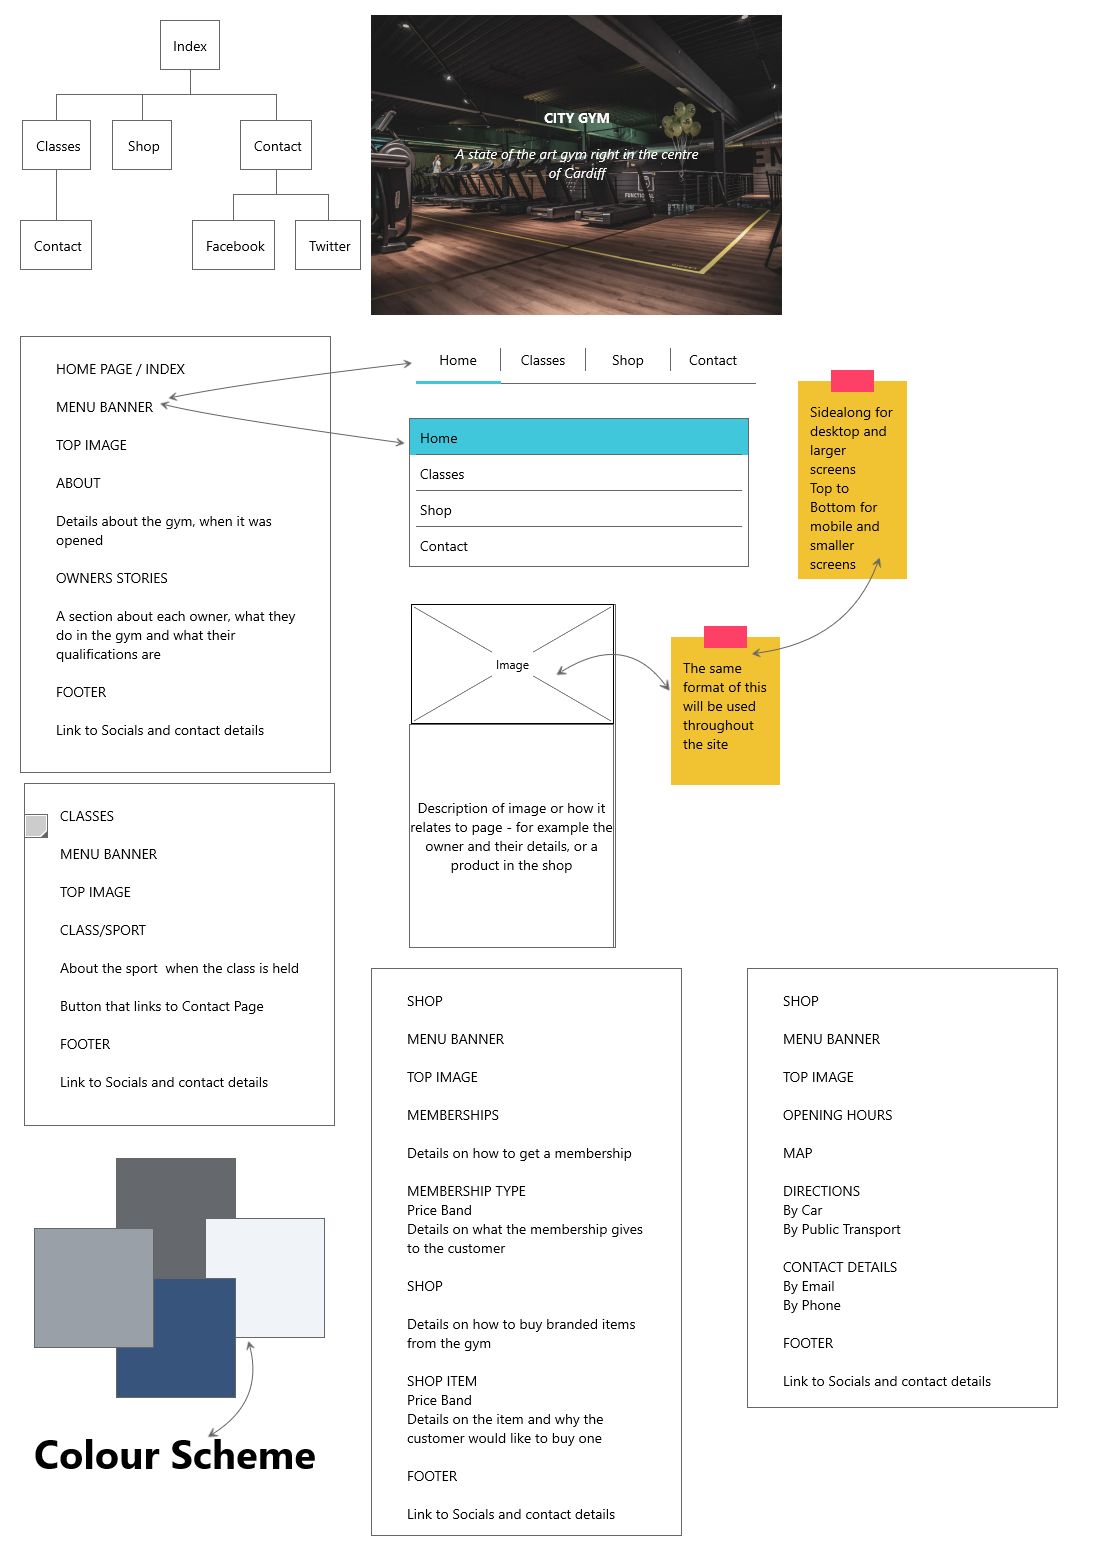 Index
Classes
Shop
Contact
Contact
Facebook
Twitter
CITY GYM
A state of the art gym right in the centre
of Cardiff
FUNCTIONAL
HOME PAGE / INDEX
MENU BANNER
TOP IMAGE
ABOUT
Details about the gym, when it was
opened
OWNERS STORIES
A section about each owner, what they
do in the gym and what their
qualifications are
FOOTER
Link to Socials and contact details
Home
Classes
Shop
Contact
Home
Classes
Shop
Contact
Sidealong for
desktop and
larger
screens
Top to
Bottom for
mobile and
smaller
screens
Image
The same
format of this
will be used
throughout
the site
Description of image or how it
relates to page - for example the
owner and their details, or a
product in the shop
CLASSES
MENU BANNER
TOP IMAGE
CLASS/SPORT
About the sport  when the class is held
Button that links to Contact Page
FOOTER
Link to Socials and contact details
SHOP
MENU BANNER
TOP IMAGE
MEMBERSHIPS
Details on how to get a membership
MEMBERSHIP TYPE
Price Band
Details on what the membership gives
to the customer
SHOP
Details on how to buy branded items
from the gym
SHOP ITEM
Price Band
Details on the item and why the
customer would like to buy one
FOOTER
Link to Socials and contact details
SHOP
MENU BANNER
TOP IMAGE
OPENING HOURS
MAP
DIRECTIONS
By Car
By Public Transport
CONTACT DETAILS
By Email
By Phone
FOOTER
Link to Socials and contact details
Colour Scheme